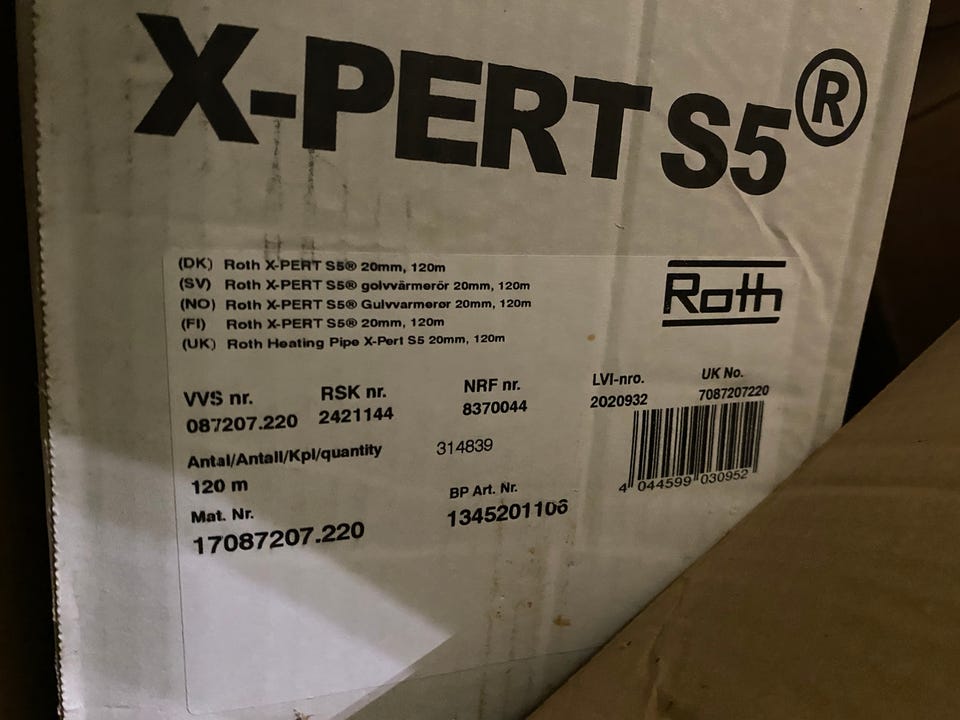 X-PERT S5®
(DK) Roth X-PERT S5® 20mm, 120m
(SV) Roth X-PERT S5® golvvärmerör 20mm, 120m
(NO) Roth X-PERT S5® Gulvvarmerør 20mm, 120m
(FI) Roth X-PERT S5® 20mm, 120m
(UK) Roth Heating Pipe X-Pert S5 20mm, 120m
Roth
VVS nr. RSK nr. NRF nr. LVI-nro. UK No.
087207.220 2421144 8370044 2020932 7087207220
Antal/Antall/Kpl/quantity 314839
120 m
4 044599 030952
Mat. Nr. BP Art. Nr.
17087207.220 1345201106